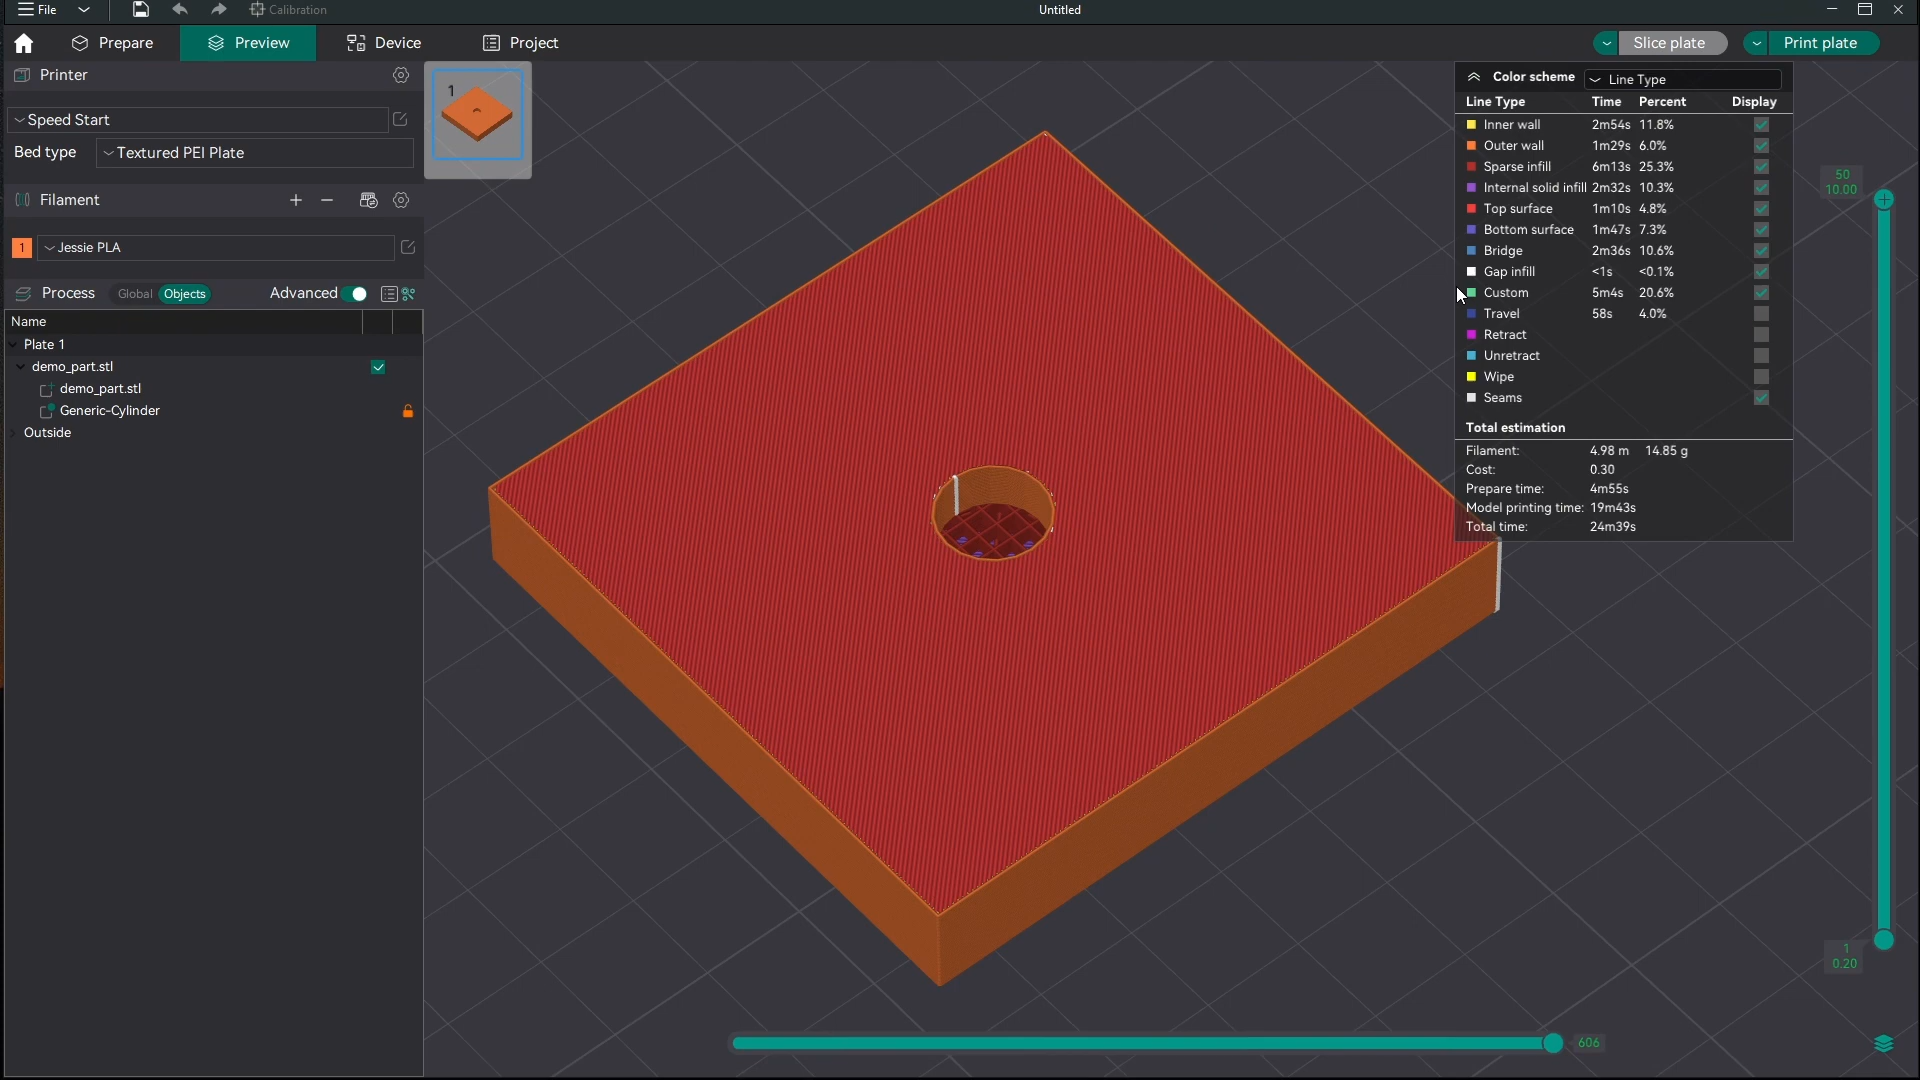 File
Calibration
Untitled
Prepare
Preview
Device
Project
Slice plate
Print plate
Printer
Speed Start
Bed type
Textured PEI Plate
Filament
1
Jessie PLA
Process
Global
Objects
Advanced
Name
Plate 1
demo_part.stl
demo_part.stl
Generic-Cylinder
Outside
1
Color scheme
Line Type
Line Type Time Percent Display
Inner wall 2m54s 11.8%
Outer wall 1m29s 6.0%
Sparse infill 6m13s 25.3%
Internal solid infill 2m32s 10.3%
Top surface 1m10s 4.8%
Bottom surface 1m47s 7.3%
Bridge 2m36s 10.6%
Gap infill <1s <0.1%
Custom 5m4s 20.6%
Travel 58s 4.0%
Retract
Unretract
Wipe
Seams
Total estimation
Filament: 4.98 m 14.85 g
Cost: 0.30
Prepare time: 4m55s
Model printing time: 19m43s
Total time: 24m39s
50
10.00
1
0.20
606